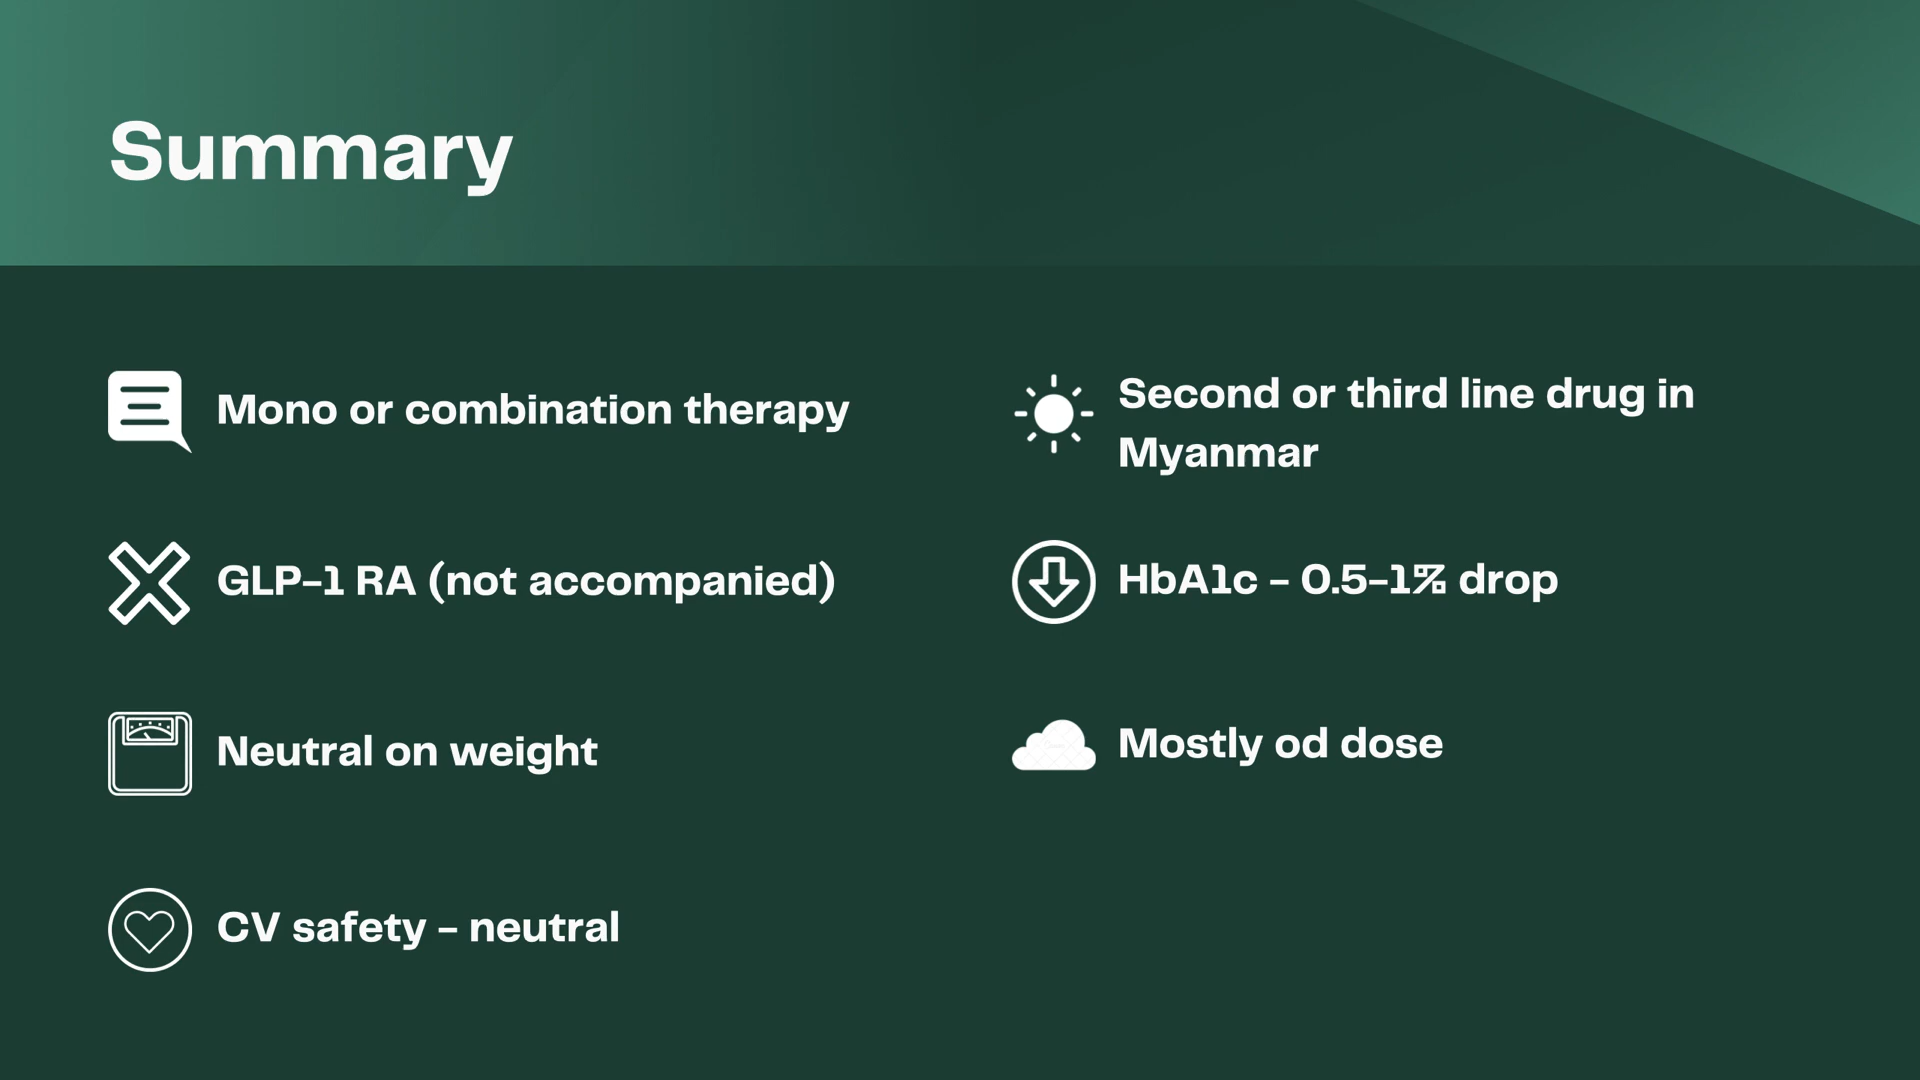 Summary
Mono or combination therapy
GLP-1 RA (not accompanied)
Neutral on weight
CV safety - neutral
Second or third line drug in
Myanmar
HbA1c - 0.5-1% drop
Mostly od dose